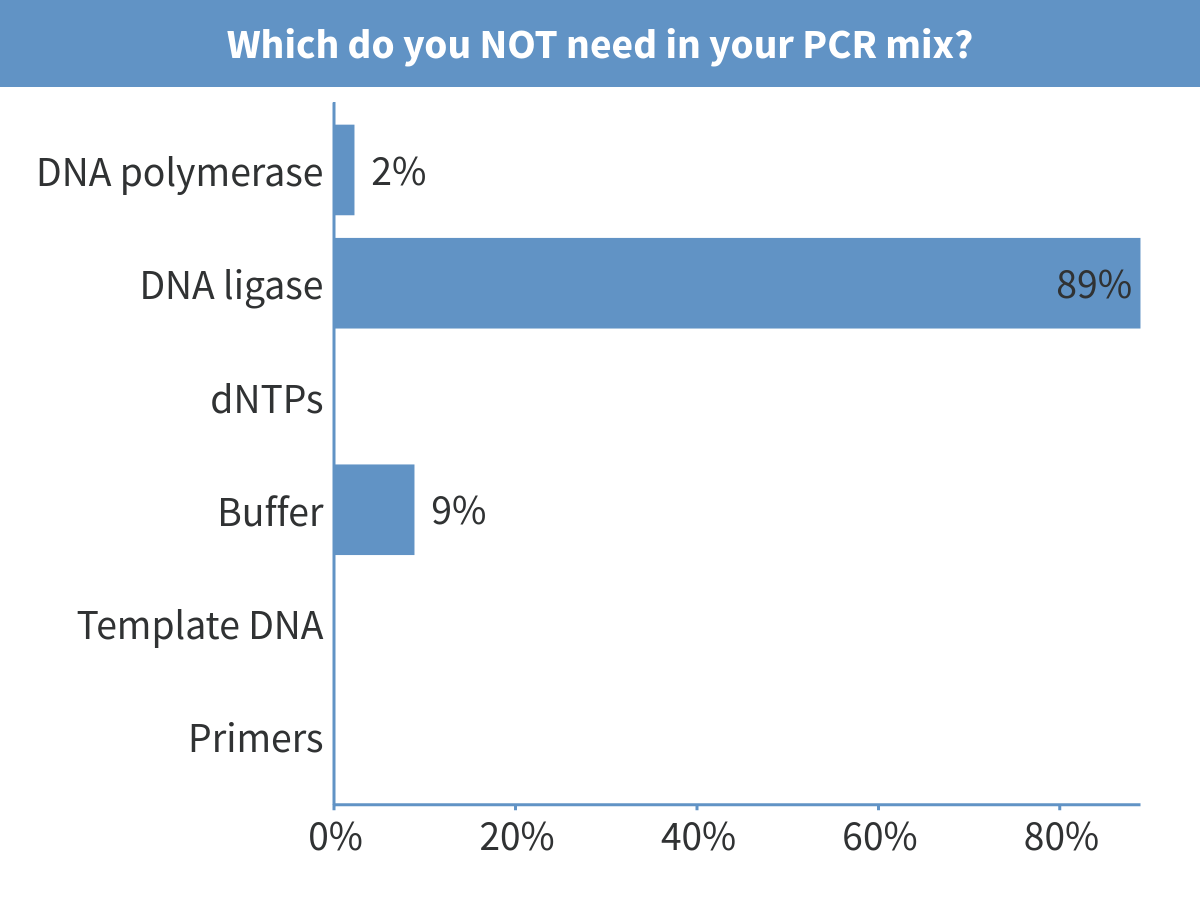 Which do you NOT need in your PCR mix?
DNA polymerase 2%
DNA ligase 89%
dNTPs
Buffer 9%
Template DNA
Primers
0% 20% 40% 60% 80%